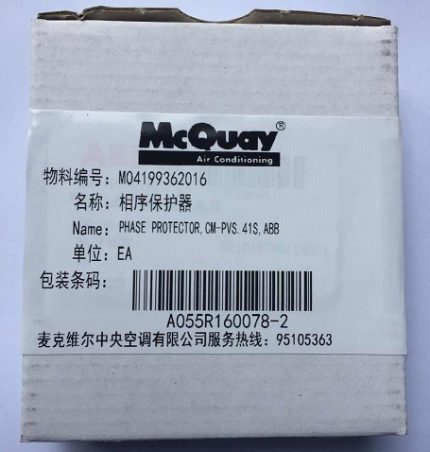 McQuay®
Air Conditioning
物料编号: M04199362016
名称: 相序保护器
Name: PHASE PROTECTOR,CM-PVS.41S,ABB
单位: EA
包装条码:
A055R160078-2
麦克维尔中央空调有限公司服务热线: 95105363